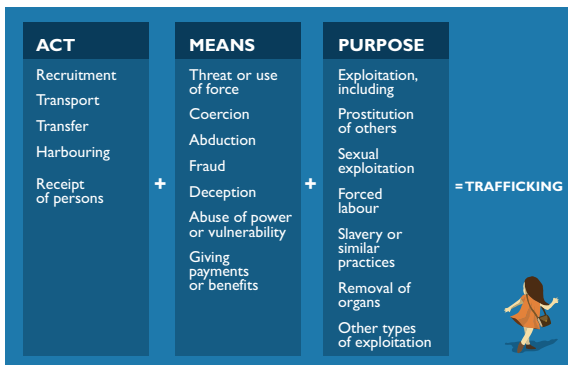 ACT
Recruitment
Transport
Transfer
Harbouring
Receipt
of persons
+
MEANS
Threat or use
of force
Coercion
Abduction
Fraud
Deception
Abuse of power
or vulnerability
Giving
payments
or benefits
+
PURPOSE
Exploitation,
including
Prostitution
of others
Sexual
exploitation
Forced
labour
Slavery or
similar
practices
Removal of
organs
Other types
of exploitation
= TRAFFICKING